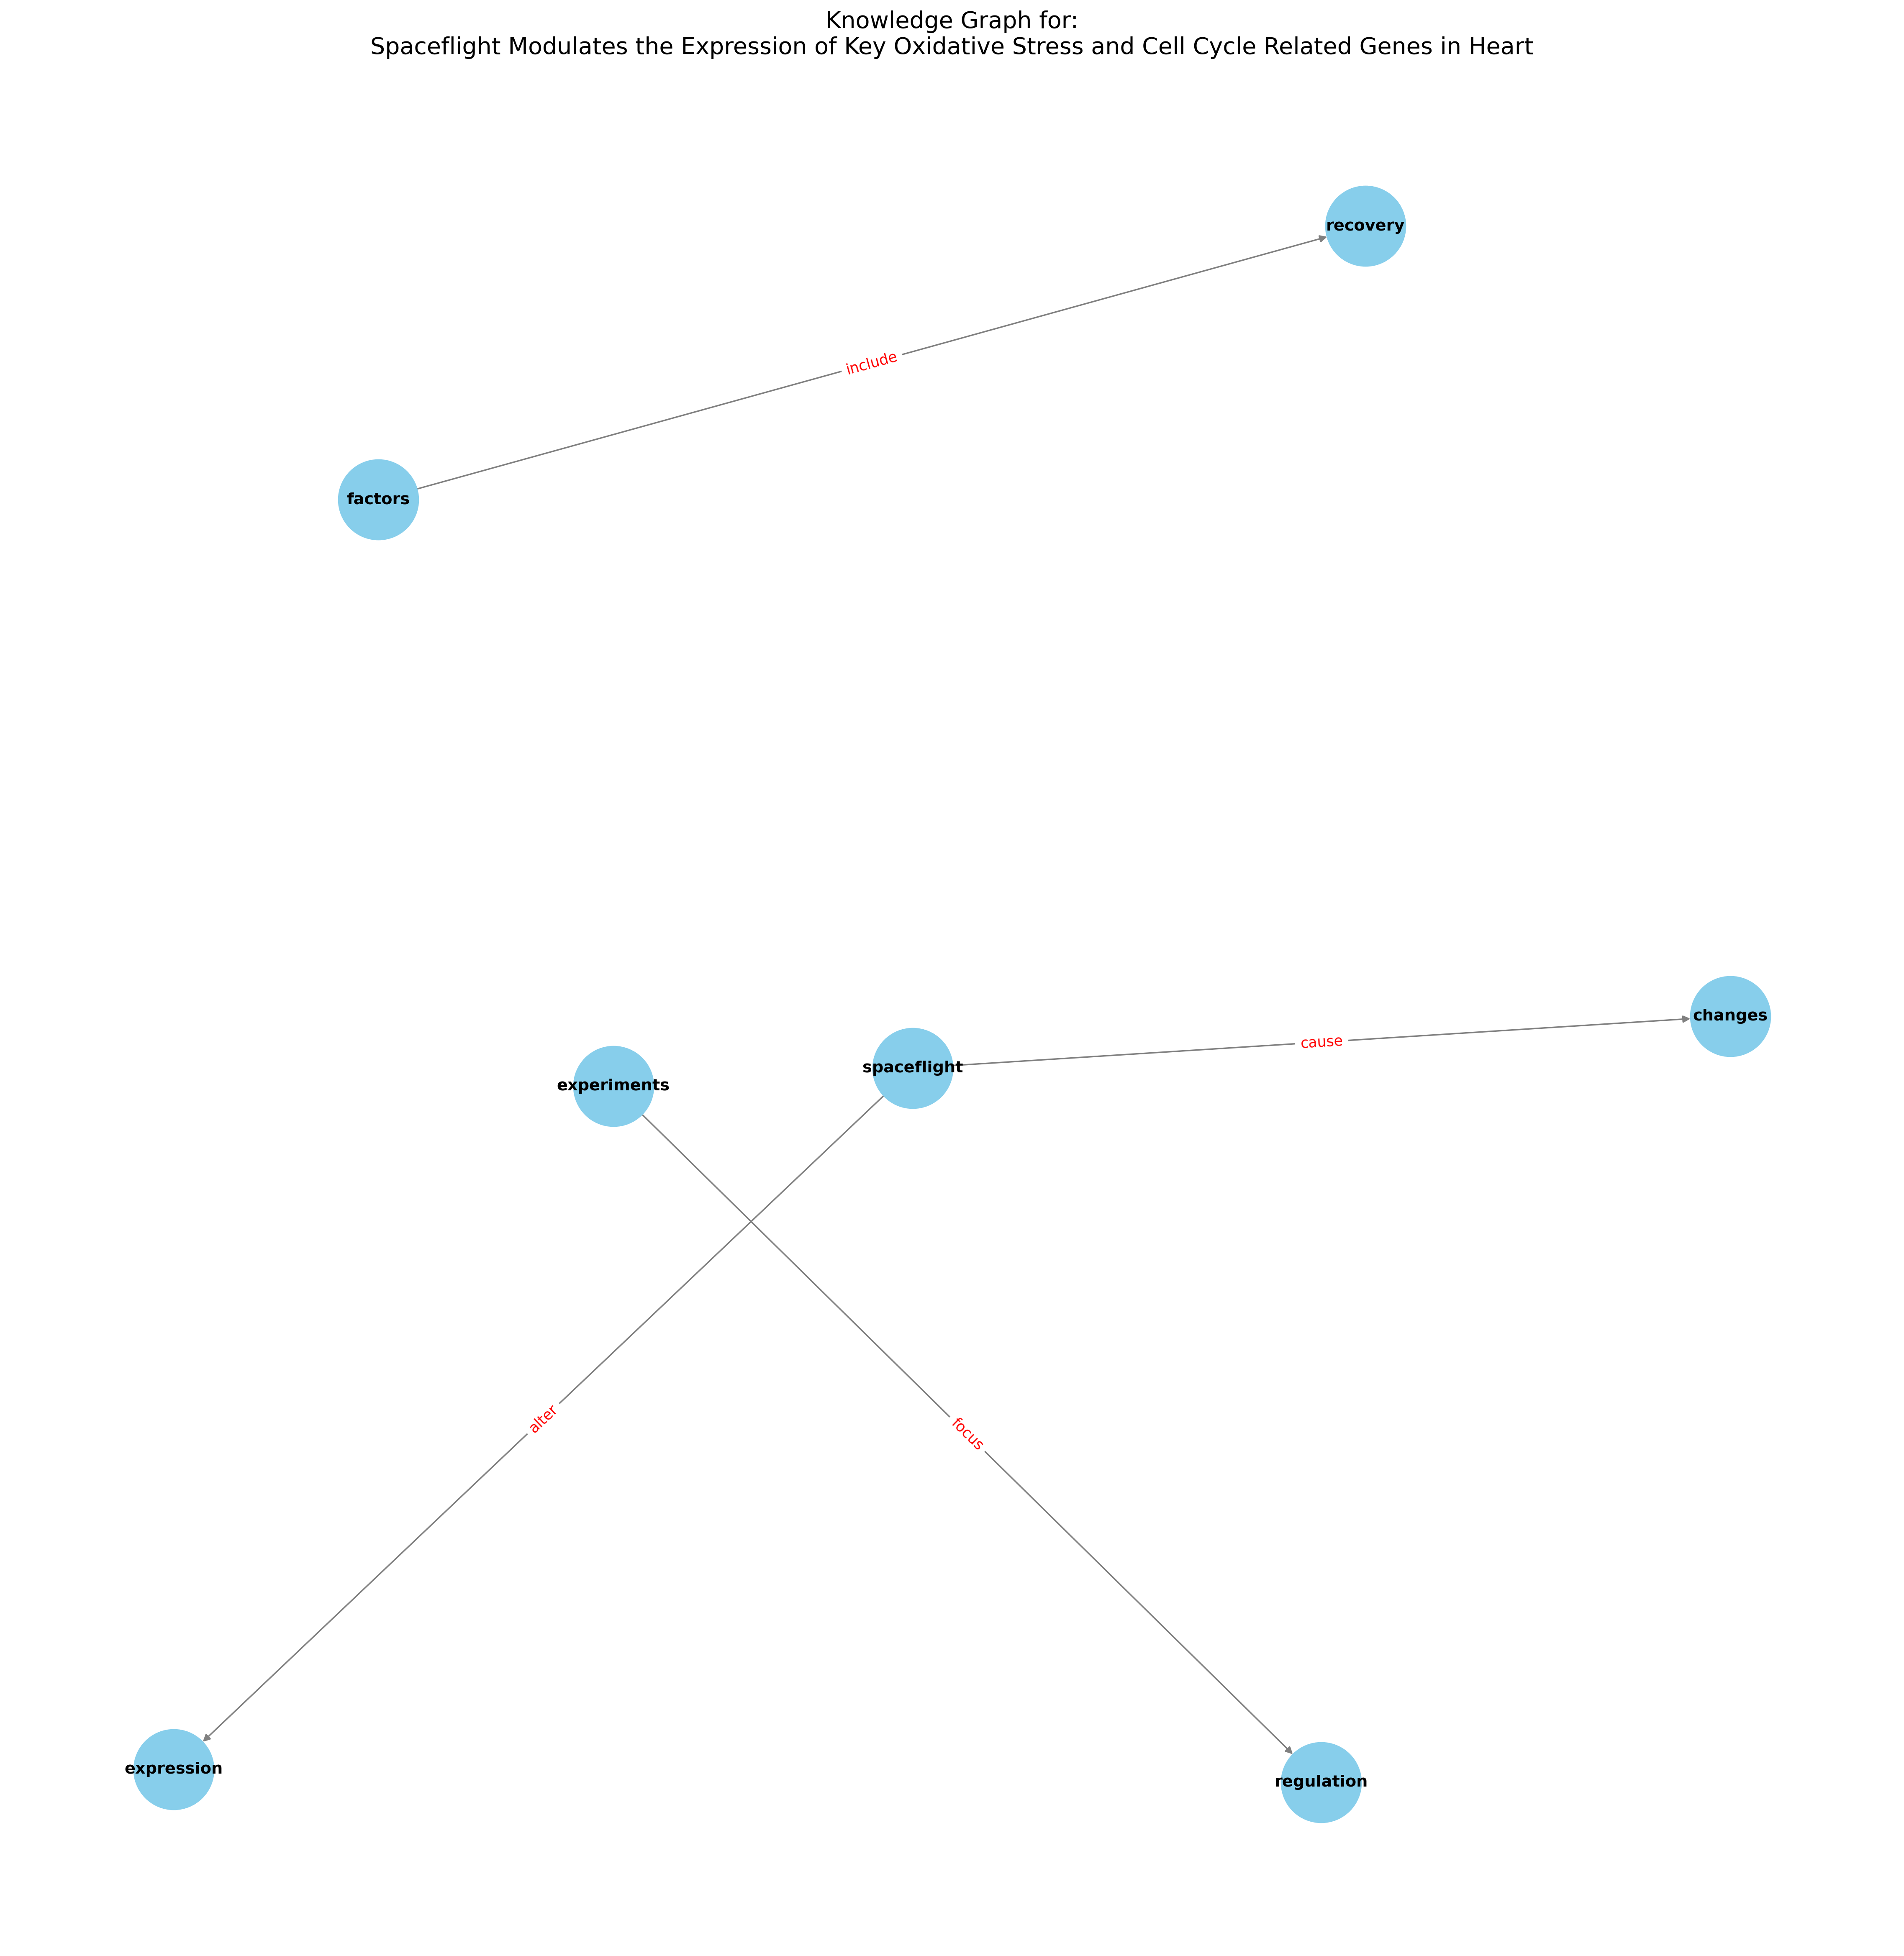 Knowledge Graph for:
Spaceflight Modulates the Expression of Key Oxidative Stress and Cell Cycle Related Genes in Heart
recovery
include
factors
changes
cause
spaceflight
experiments
alter
focus
expression
regulation